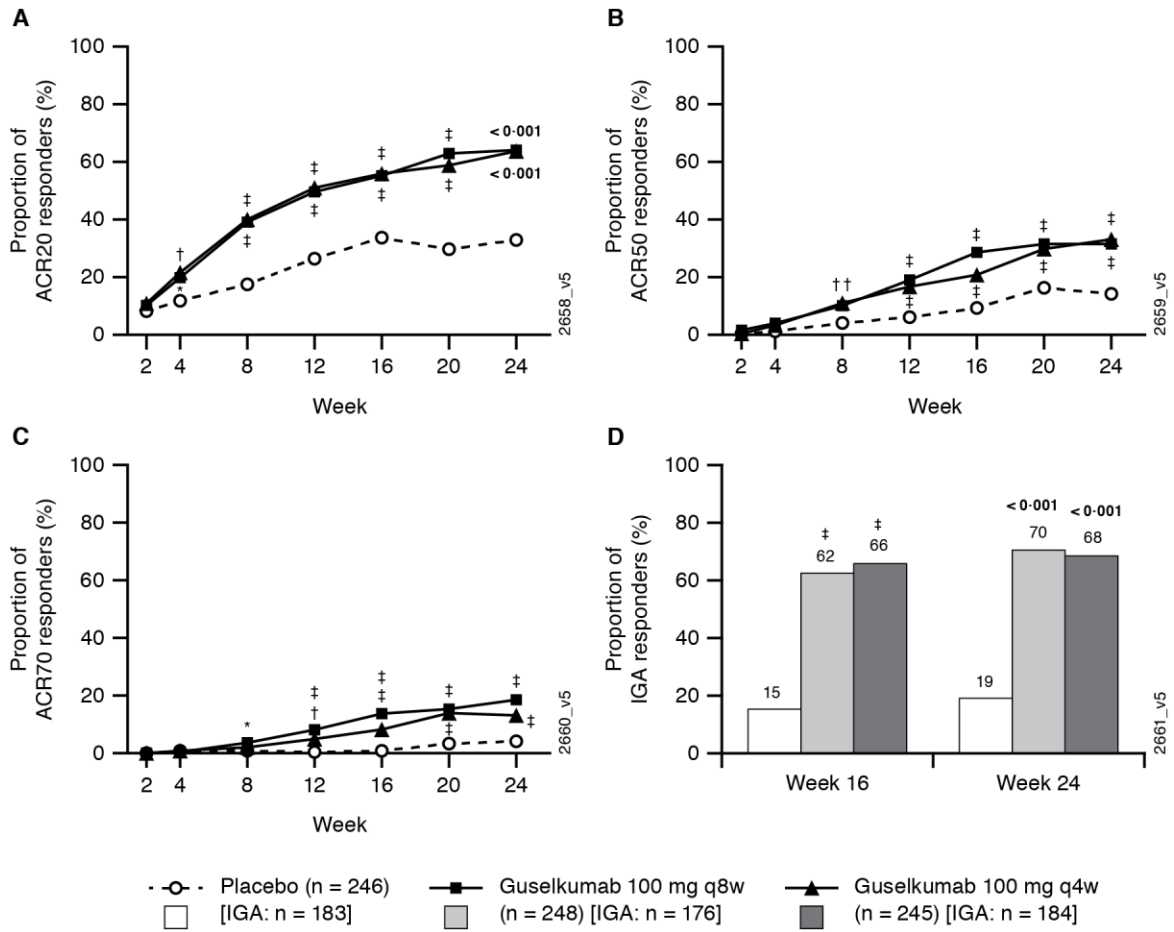 A
Proportion of
ACR20 responders (%)
100
80
60
40
20
0
† * ‡ ‡ ‡ ‡ ‡ ‡ ‡ ‡
< 0·001
< 0·001
2 4 8 12 16 20 24
Week
2658_v5
B
Proportion of
ACR50 responders (%)
100
80
60
40
20
0
†† ‡ ‡ ‡ ‡ ‡ ‡ ‡ ‡
2 4 8 12 16 20 24
Week
2659_v5
C
Proportion of
ACR70 responders (%)
100
80
60
40
20
0
* ‡ † ‡ ‡ ‡ ‡ ‡ ‡
2 4 8 12 16 20 24
Week
2660_v5
D
Proportion of
IGA responders (%)
100
80
60
40
20
0
‡ ‡ < 0·001 < 0·001
15 62 66 19 70 68
Week 16 Week 24
2661_v5
Placebo (n = 246) Guselkumab 100 mg q8w Guselkumab 100 mg q4w
[IGA: n = 183] (n = 248) [IGA: n = 176] (n = 245) [IGA: n = 184]